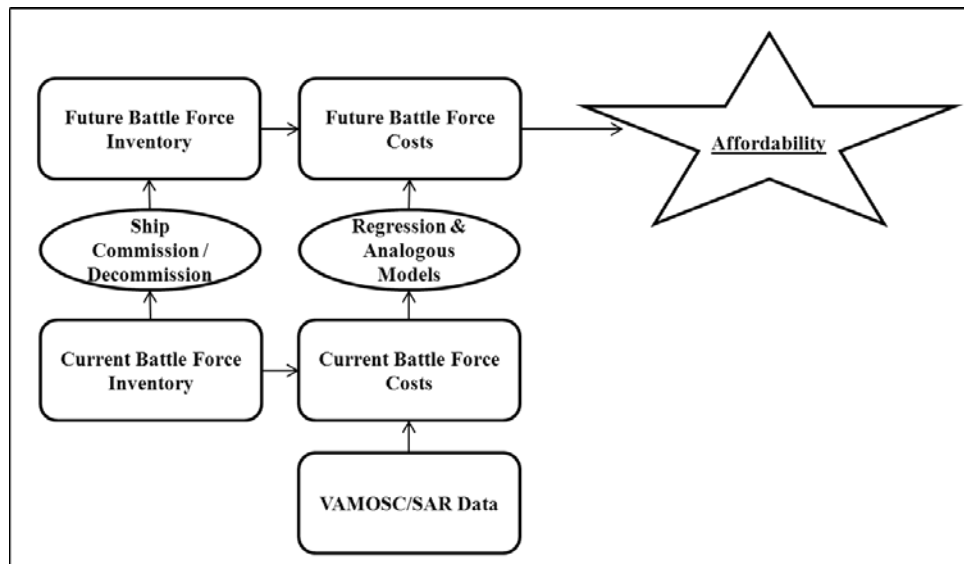 Future Battle Force
Inventory
Future Battle Force
Costs
Affordability
Ship
Commission /
Decommission
Regression &
Analogous
Models
Current Battle Force
Inventory
Current Battle Force
Costs
VAMOSC/SAR Data